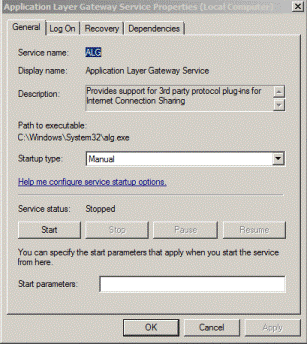 Application Layer Gateway Service Properties (Local Computer)
General Log On Recovery Dependencies
Service name: ALG
Display name: Application Layer Gateway Service
Description: Provides support for 3rd party protocol plug-ins for
Internet Connection Sharing
Path to executable:
C:\Windows\System32\alg.exe
Startup type: Manual
Help me configure service startup options.
Service status: Stopped
Start Stop Pause Resume
You can specify the start parameters that apply when you start the service
from here.
Start parameters:
OK Cancel Apply